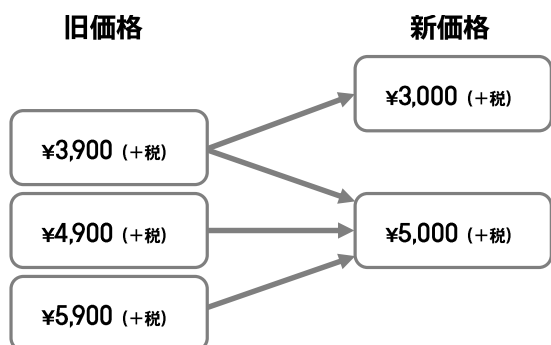 旧価格
新価格
¥3,000 (+税)
¥3,900 (+税)
¥4,900 (+税)
¥5,000 (+税)
¥5,900 (+税)